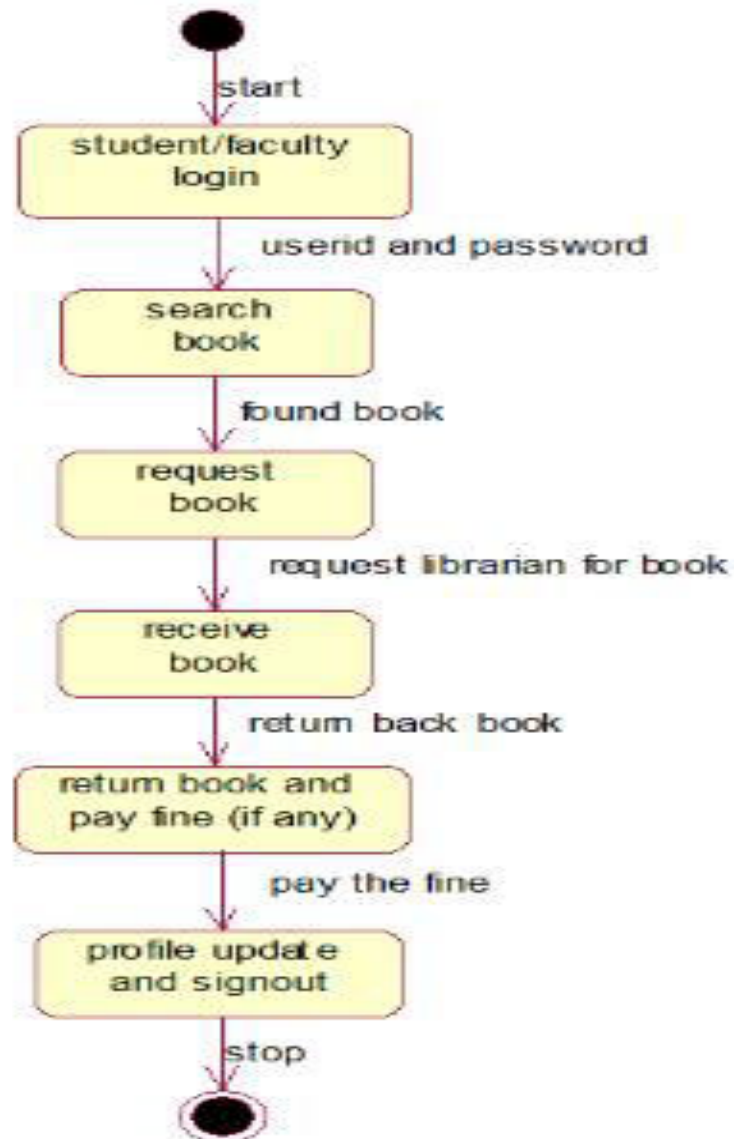 start
student/faculty
login
userid and password
search
book
found book
request
book
request librarian for book
receive
book
return back book
return book and
pay fine (if any)
pay the fine
profile update
and signout
stop